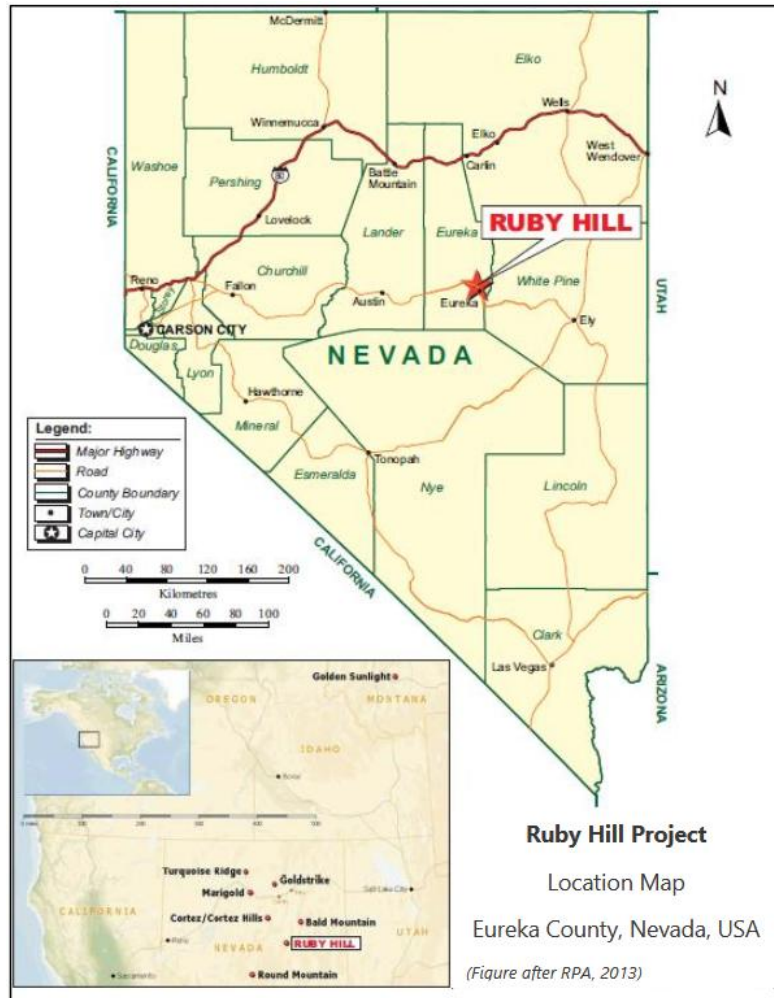 McDermitt
Humboldt
Elko
N
Wells
Winnemucca
Elko
West
Wendover
Carlin
CALIFORNIA
Washoe
Pershing
80
Battle
Mountain
Lovelock
Lander
Eureka
RUBY HILL
Churchill
White Pine
UTAH
Reno
Storey
Fallon
Austin
Eureka
Ely
CARSON CITY
Douglas
NEVADA
Lyon
Hawthorne
Mineral
Legend:
Major Highway
Road
County Boundary
Town/City
Capital City
Tonopah
Esmeralda
Nye
Lincoln
CALIFORNIA
0 40 80 120 160 200
Kilometres
0 20 40 60 80 100
Miles
Clark
Las Vegas
ARIZONA
Golden Sunlight
OREGON
MONTANA
IDAHO
Boise
Turquoise Ridge
Goldstrike
Marigold
Salt Lake City
CALIFORNIA
Cortez/Cortez Hills
Bald Mountain
UTAH
Reno
NEVADA
RUBY HILL
Sacramento
Round Mountain
Ruby Hill Project
Location Map
Eureka County, Nevada, USA
(Figure after RPA, 2013)